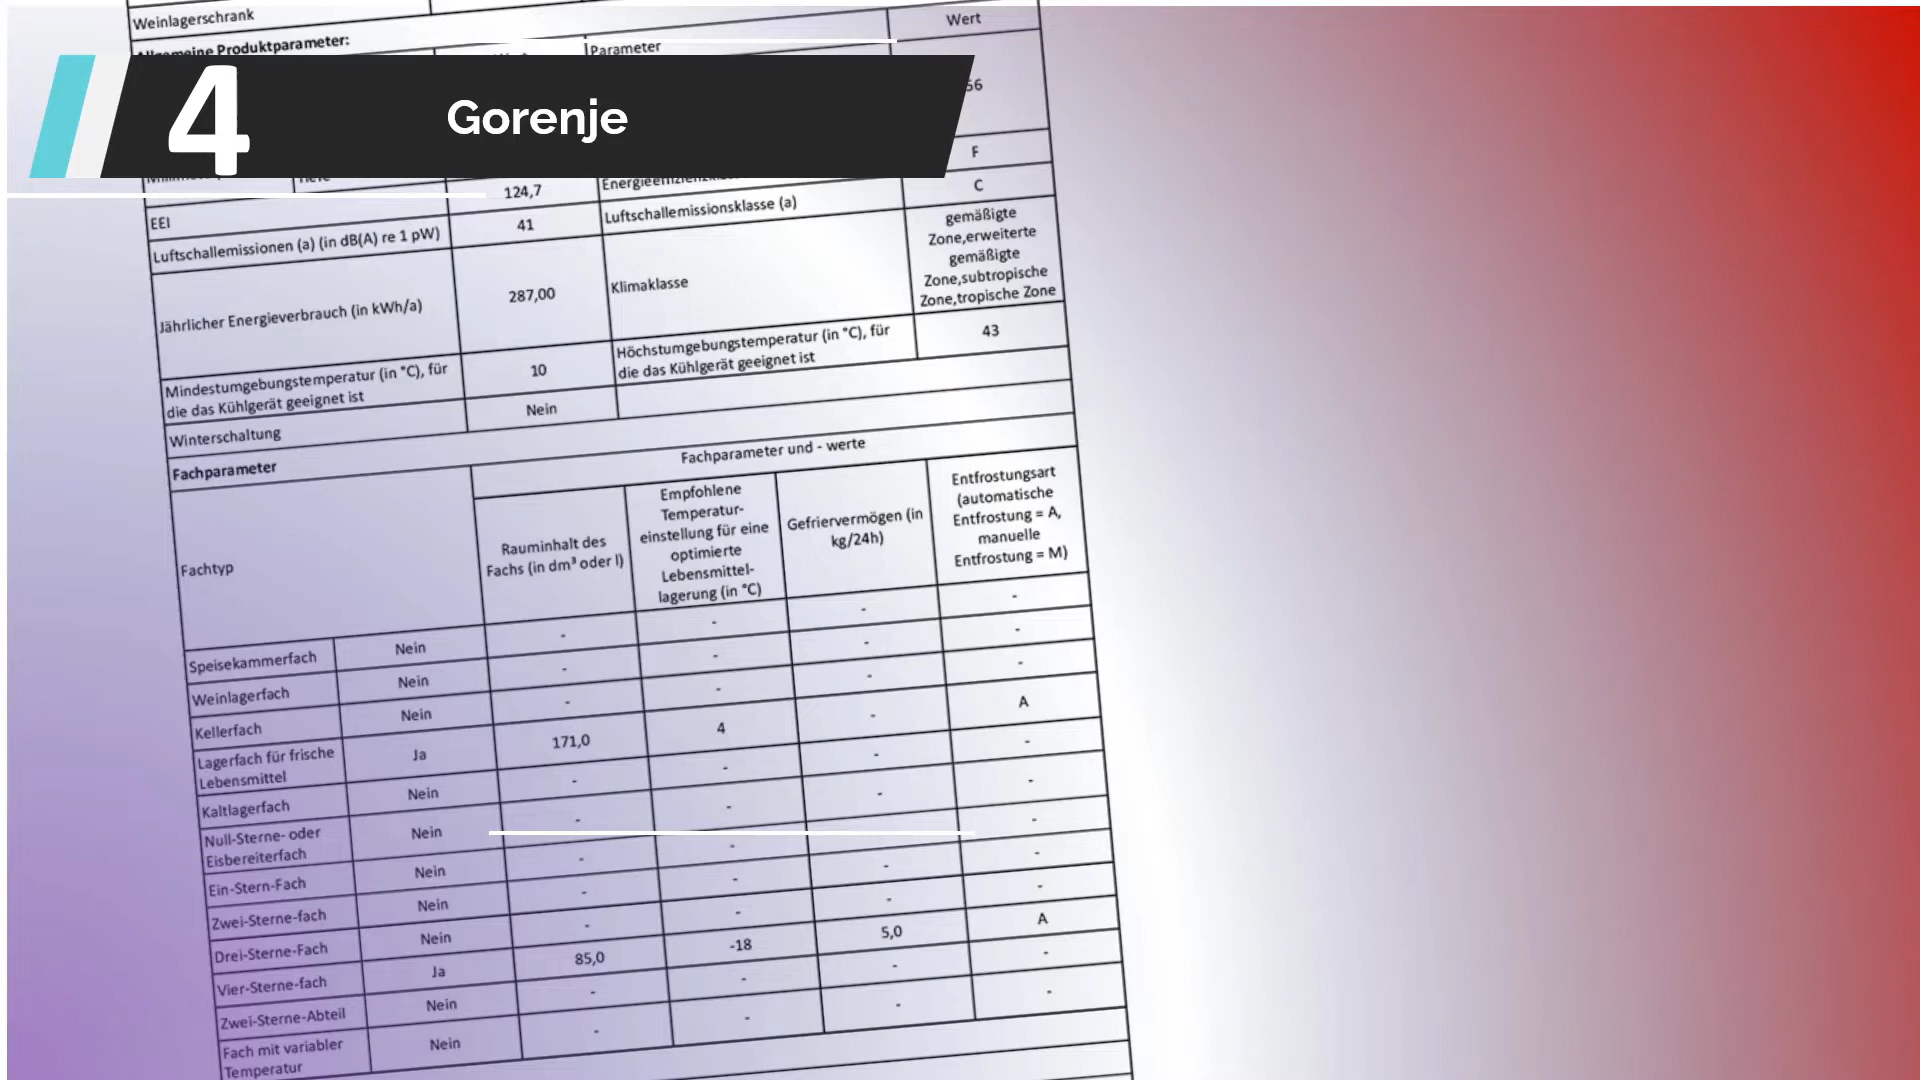 Weinlagerschrank
Allgemeine Produktparameter:
Parameter
Wert
4
Gorenje
56
F
EEI
124,7
C
Luftschallemissionen (a) (in dB(A) re 1 pW)
41
Luftschallemissionsklasse (a)
Jährlicher Energieverbrauch (in kWh/a)
287,00
Klimaklasse
gemäßigte
Zone,erweiterte
gemäßigte
Zone,subtropische
Zone,tropische Zone
Mindestumgebungstemperatur (in °C), für
die das Kühlgerät geeignet ist
10
Höchstumgebungstemperatur (in °C), für
die das Kühlgerät geeignet ist
43
Winterschaltung
Nein
Fachparameter
Fachparameter und - werte
Fachtyp
Rauminhalt des
Fachs (in dm³ oder l)
Empfohlene
Temperatur-
einstellung für eine
optimierte
Lebensmittel-
lagerung (in °C)
Gefriervermögen (in
kg/24h)
Entfrostungsart
(automatische
Entfrostung = A,
manuelle
Entfrostung = M)
Speisekammerfach Nein - - - -
Weinlagerfach Nein - - - -
Kellerfach Nein - - - -
Lagerfach für frische
Lebensmittel
Ja 171,0 4 - A
Kaltlagerfach Nein - - - -
Null-Sterne- oder
Eisbereiterfach
Nein - - - -
Ein-Stern-Fach Nein - - - -
Zwei-Sterne-fach Nein - - - -
Drei-Sterne-Fach Nein - - - -
Vier-Sterne-fach Ja 85,0 -18 5,0 A
Zwei-Sterne-Abteil Nein - - - -
Fach mit variabler
Temperatur
Nein - - - -